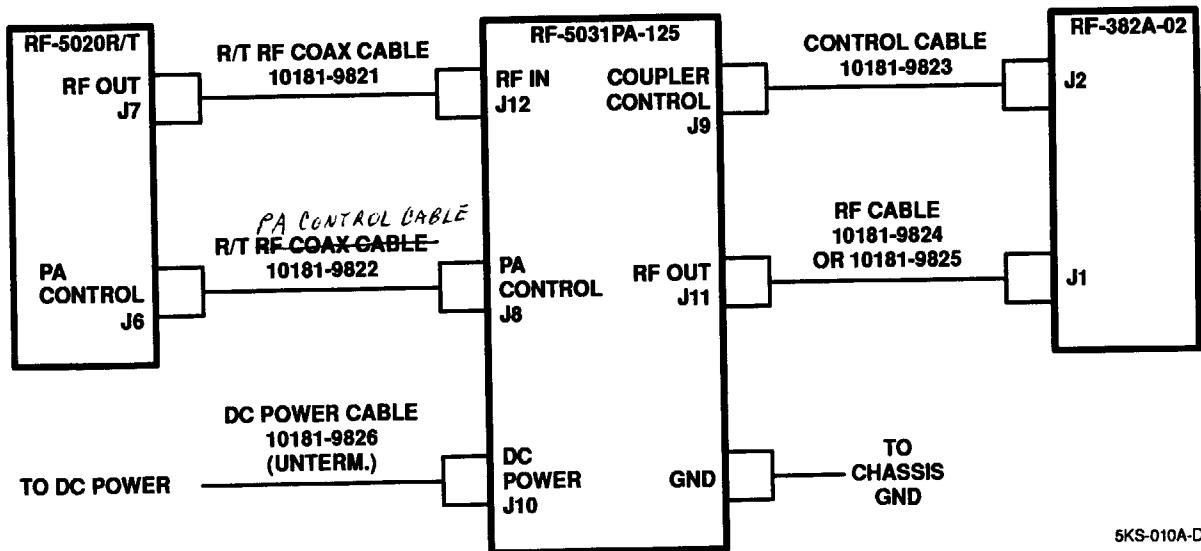 RF-5020R/T
RF OUT
J7
PA
CONTROL
J6
R/T RF COAX CABLE
10181-9821
PA CONTROL CABLE
R/T RF COAX CABLE
10181-9822
DC POWER CABLE
10181-9826
(UNTERM.)
TO DC POWER
RF-5031PA-125
RF IN
J12
PA
CONTROL
J8
DC
POWER
J10
COUPLER
CONTROL
J9
RF OUT
J11
GND
CONTROL CABLE
10181-9823
RF CABLE
10181-9824
OR 10181-9825
TO
CHASSIS
GND
RF-382A-02
J2
J1
5KS-010A-D